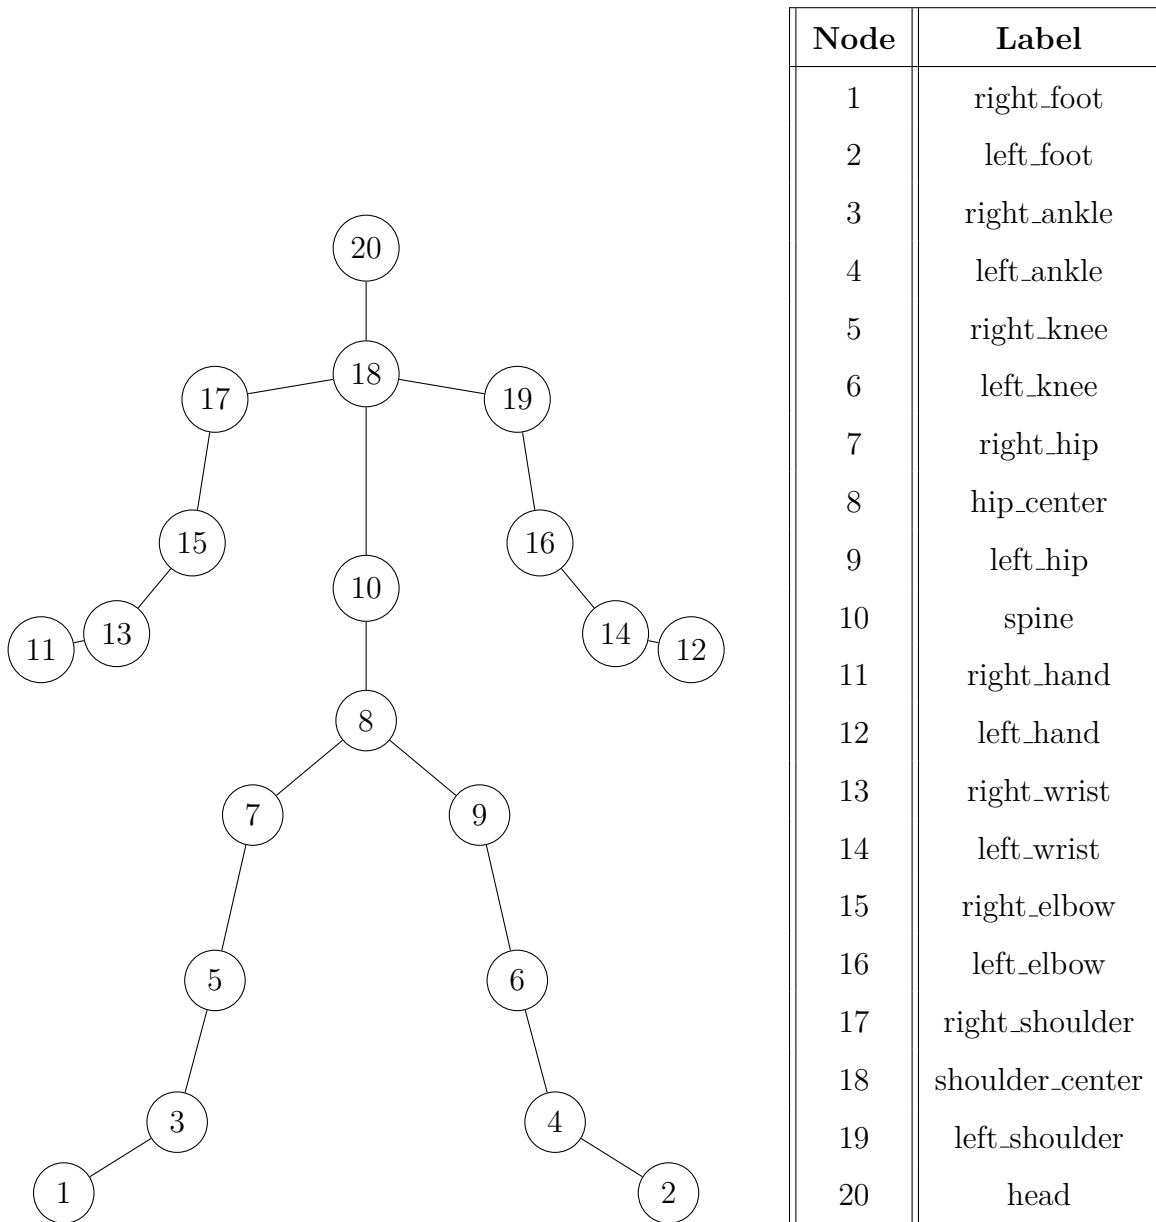 20
18
17
19
15
16
10
13
14
11
12
8
7
9
5
6
3
4
1
2
Node Label
1 right_foot
2 left_foot
3 right_ankle
4 left_ankle
5 right_knee
6 left_knee
7 right_hip
8 hip_center
9 left_hip
10 spine
11 right_hand
12 left_hand
13 right_wrist
14 left_wrist
15 right_elbow
16 left_elbow
17 right_shoulder
18 shoulder_center
19 left_shoulder
20 head